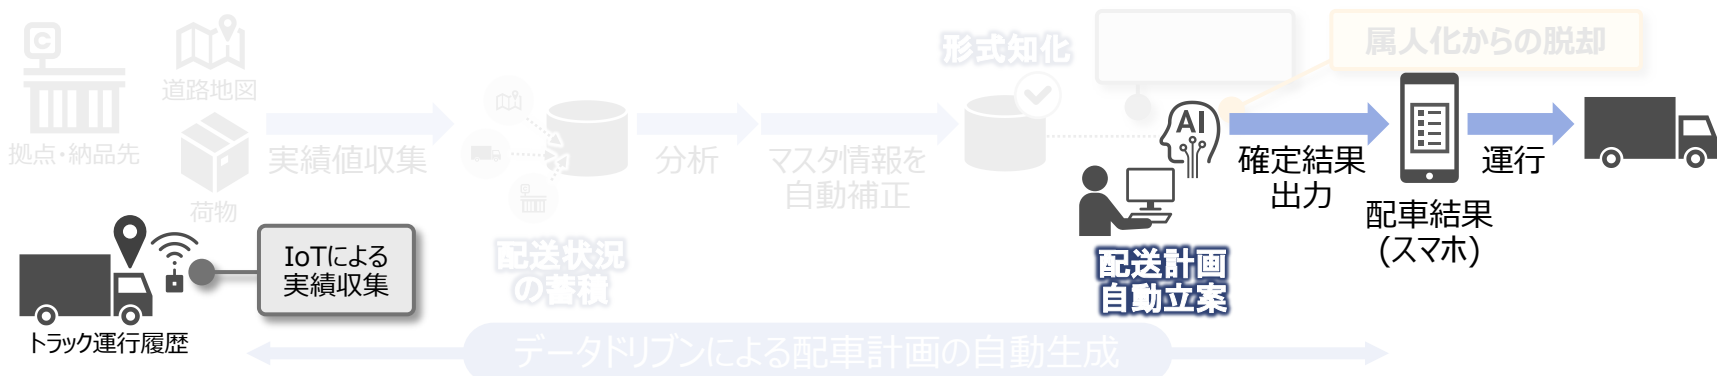 道路地図
拠点・納品先
荷物
実績値収集
配送状況
の蓄積
分析
マスタ情報を
自動補正
形式知化
属人化からの脱却
AI
配送計画
自動立案
確定結果
出力
配車結果
(スマホ)
運行
IoTによる
実績収集
トラック運行履歴
データドリブンによる配車計画の自動生成